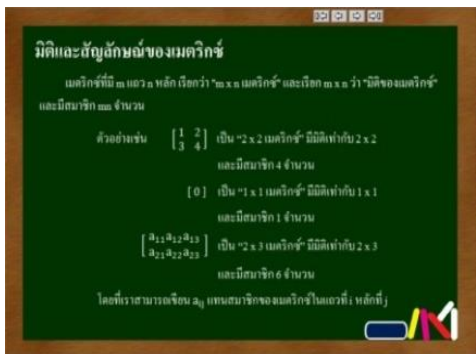 มิติและสัญลักษณ์ของเมตริกซ์
เมตริกซ์ที่มี m แถว n หลัก เรียกว่า "m x n เมตริกซ์" และเรียก m x n ว่า "มิติของเมตริกซ์"
และมีสมาชิก mn จำนวน
ตัวอย่างเช่น [1 2 เป็น "2 x 2 เมตริกซ์" มีมิติเท่ากับ 2 x 2
3 4]
และมีสมาชิก 4 จำนวน
[ 0 ] เป็น "1 x 1 เมตริกซ์" มีมิติเท่ากับ 1 x 1
และมีสมาชิก 1 จำนวน
[a₁₁a₁₂a₁₃ เป็น "2 x 3 เมตริกซ์" มีมิติเท่ากับ 2 x 3
a₂₁a₂₂a₂₃]
และมีสมาชิก 6 จำนวน
โดยที่เราสามารถเขียน aᵢⱼ แทนสมาชิกของเมตริกซ์ในแถวที่ i หลักที่ j